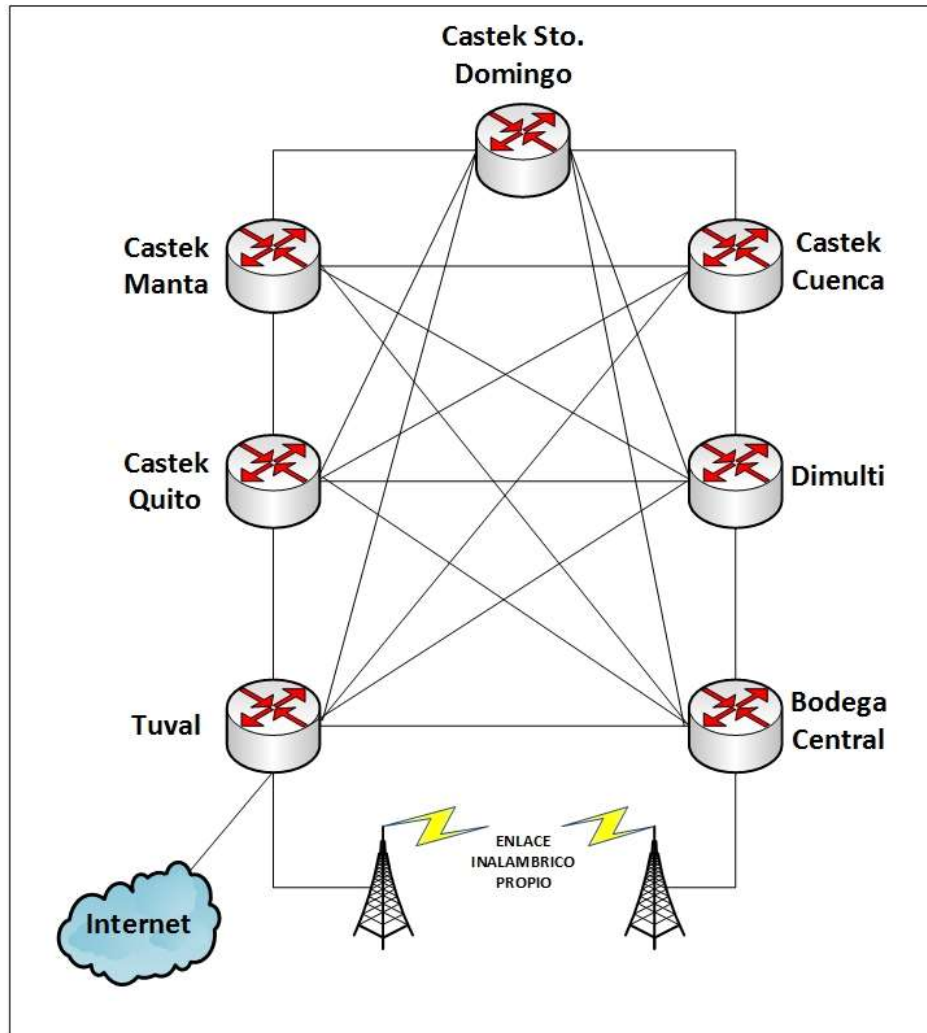 Castek Sto.
Domingo
Castek
Manta
Castek
Cuenca
Castek
Quito
Dimulti
Tuval
Bodega
Central
ENLACE
INALAMBRICO
PROPIO
Internet